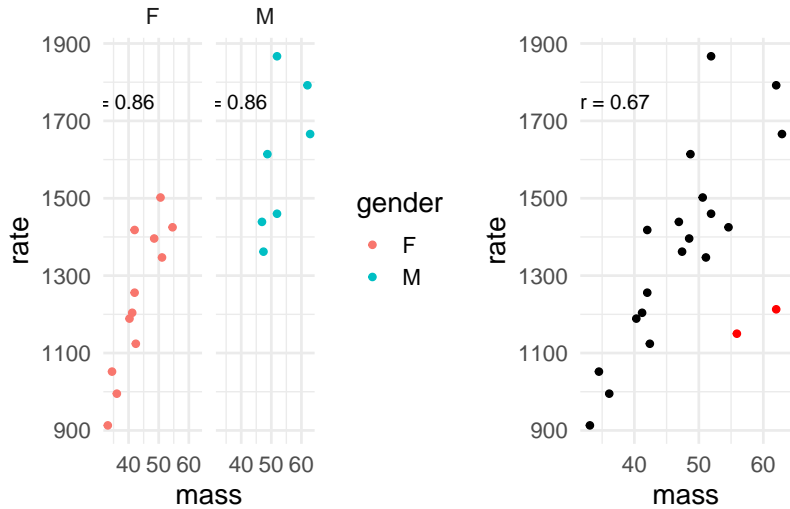 F M
1900
1700
1500
1300
1100
900
= 0.86 = 0.86
40 50 60 40 50 60
mass
rate
gender
F
M
1900
1700
1500
1300
1100
900
r = 0.67
40 50 60
mass
rate